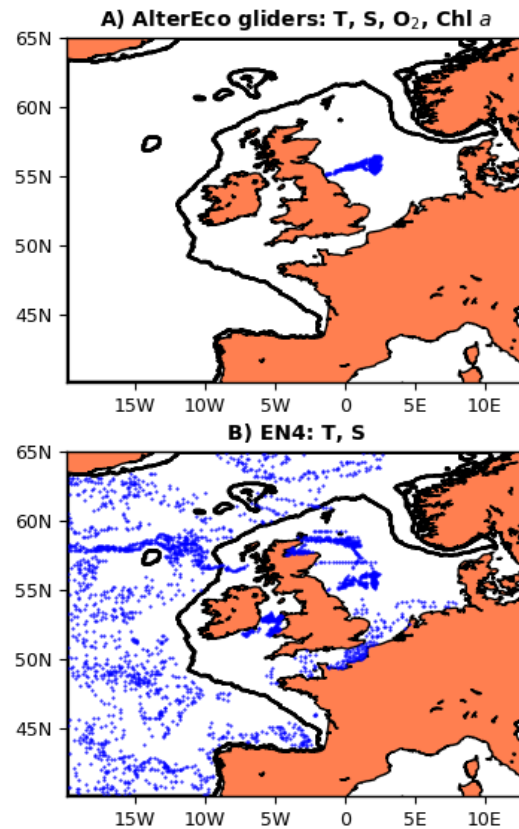 A) AlterEco gliders: T, S, O₂, Chl a
65N
60N
55N
50N
45N
15W 10W 5W 0 5E 10E
B) EN4: T, S
65N
60N
55N
50N
45N
15W 10W 5W 0 5E 10E